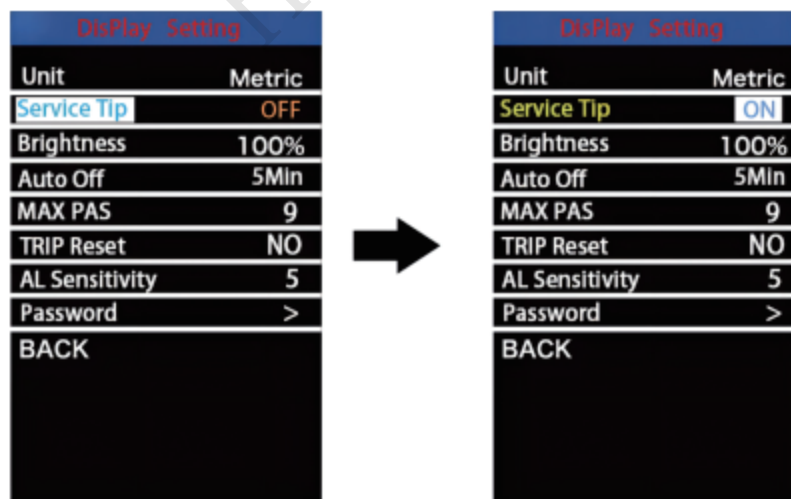 DisPlay Setting
Unit Metric
Service Tip OFF
Brightness 100%
Auto Off 5Min
MAX PAS 9
TRIP Reset NO
AL Sensitivity 5
Password >
BACK
DisPlay Setting
Unit Metric
Service Tip ON
Brightness 100%
Auto Off 5Min
MAX PAS 9
TRIP Reset NO
AL Sensitivity 5
Password >
BACK